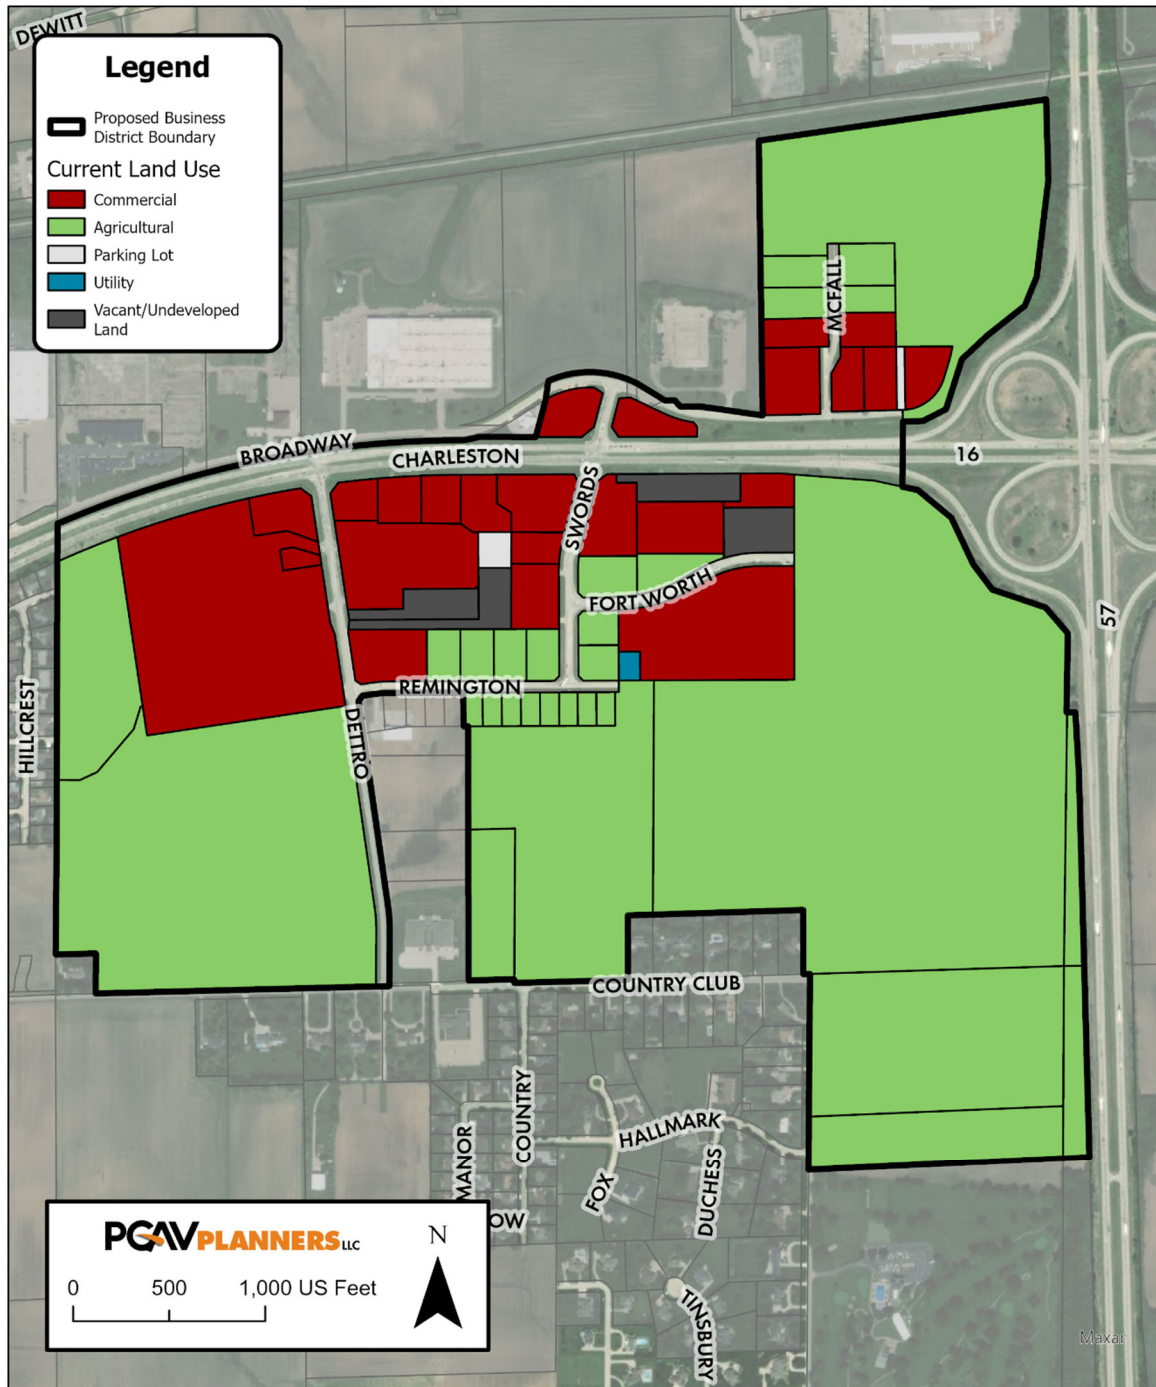 DEWITT
Legend
Proposed Business
District Boundary
Current Land Use
Commercial
Agricultural
Parking Lot
Utility
Vacant/Undeveloped
Land
MCFALL
BROADWAY
CHARLESTON
16
SWORDS
FORT WORTH
57
HILLCREST
REMINGTON
DETTRO
COUNTRY CLUB
COUNTRY
MANOR
HALLMARK
FOX
DUCHESS
OW
TINSBURY
PGAVPLANNERS LLC
N
0 500 1,000 US Feet
Maxar